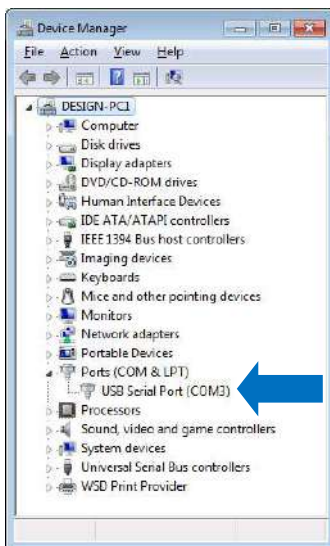 Device Manager
File Action View Help
DESIGN-PC1
Computer
Disk drives
Display adapters
DVD/CD-ROM drives
Human Interface Devices
IDE ATA/ATAPI controllers
IEEE 1394 Bus host controllers
Imaging devices
Keyboards
Mice and other pointing devices
Monitors
Network adapters
Portable Devices
Ports (COM & LPT)
USB Serial Port (COM3)
Processors
Sound, video and game controllers
System devices
Universal Serial Bus controllers
WSD Print Provider